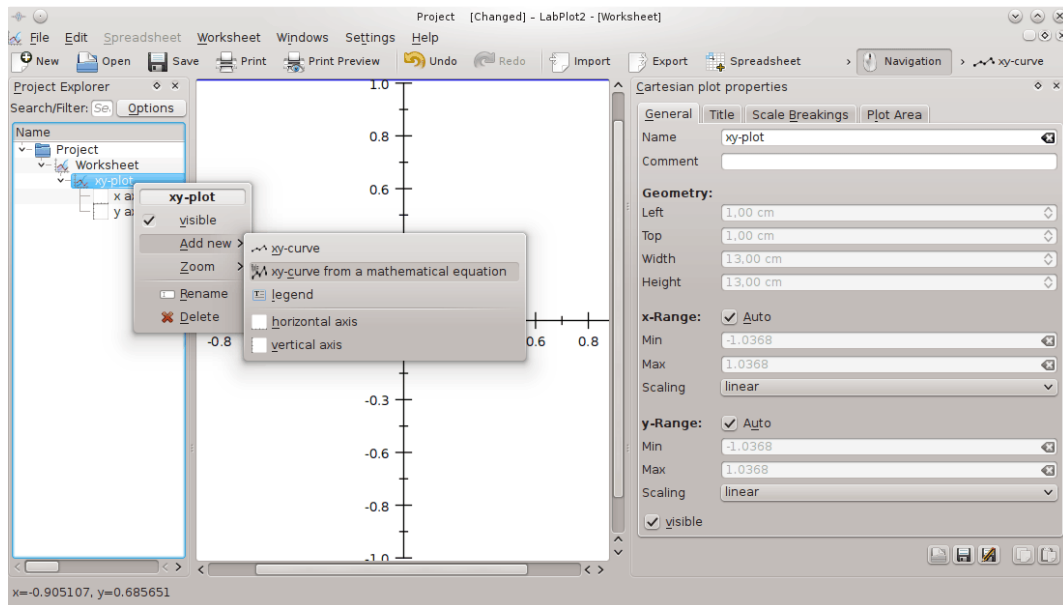 Project [Changed] – LabPlot2 - [Worksheet]
File Edit Spreadsheet Worksheet Windows Settings Help
New Open Save Print Print Preview Undo Redo Import Export Spreadsheet Navigation xy-curve
Project Explorer
Search/Filter: Se Options
Name
Project
Worksheet
xy-plot
x a
y a
xy-plot
visible
Add new
Zoom
Rename
Delete
xy-curve
xy-curve from a mathematical equation
legend
horizontal axis
vertical axis
1.0
0.8
0.6
-0.8 0.6 0.8
-0.3
-0.6
-0.8
-1.0
Cartesian plot properties
General Title Scale Breakings Plot Area
Name xy-plot
Comment
Geometry:
Left 1,00 cm
Top 1,00 cm
Width 13,00 cm
Height 13,00 cm
x-Range: Auto
Min -1.0368
Max 1.0368
Scaling linear
y-Range: Auto
Min -1.0368
Max 1.0368
Scaling linear
visible
x=-0.905107, y=0.685651